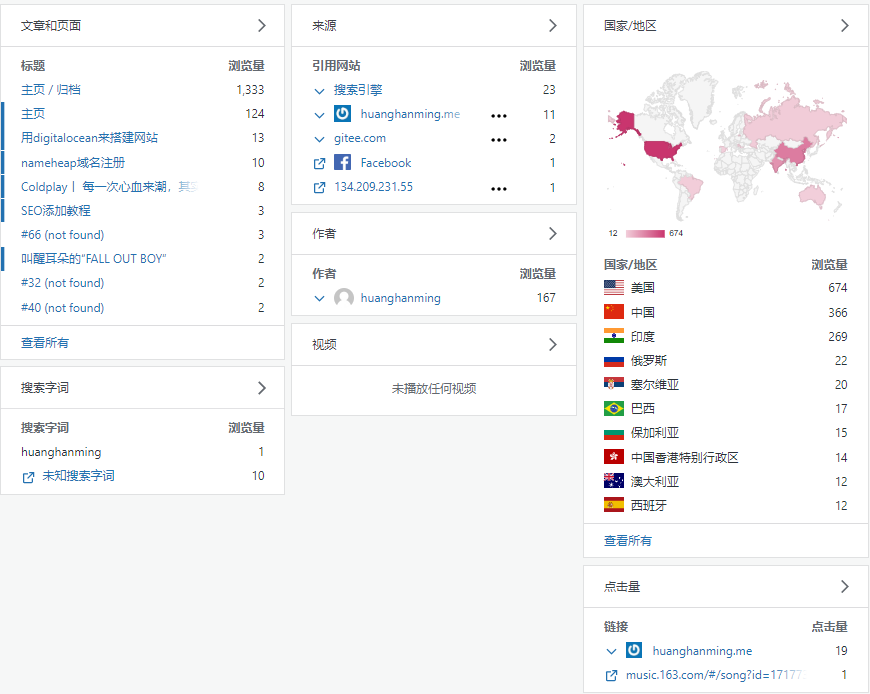 文章和页面
标题 浏览量
主页 / 归档 1,333
主页 124
用digitalocean来搭建网站 13
nameheap域名注册 10
Coldplay丨 每一次心血来潮，其 8
SEO添加教程 3
#66 (not found) 3
叫醒耳朵的“FALL OUT BOY” 2
#32 (not found) 2
#40 (not found) 2
查看所有
搜索字词
搜索字词 浏览量
huanghanming 1
未知搜索字词 10
来源
引用网站 浏览量
搜索引擎 23
huanghanming.me 11
gitee.com 2
Facebook 1
134.209.231.55 1
作者
作者 浏览量
huanghanming 167
视频
未播放任何视频
国家/地区
12 674
国家/地区 浏览量
美国 674
中国 366
印度 269
俄罗斯 22
塞尔维亚 20
巴西 17
保加利亚 15
中国香港特别行政区 14
澳大利亚 12
西班牙 12
查看所有
点击量
链接 点击量
huanghanming.me 19
music.163.com/#/song?id=17177 1